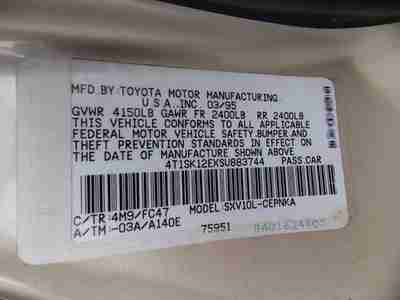 MFD BY TOYOTA MOTOR MANUFACTURING.
U S A., INC. 03/95
GVWR 4150LB GAWR FR 2400LB RR 2400LB
THIS VEHICLE CONFORMS TO ALL APPLICABLE
FEDERAL MOTOR VEHICLE SAFETY, BUMPER, AND
THEFT PREVENTION STANDARDS IN EFFECT ON
THE DATE OF MANUFACTURE SHOWN ABOVE.
4T1SK12EXSU883744 PASS. CAR
C/TR: 4M9/FC47 MODEL SXV10L-CEPNKA
A/TM: -03A/A140E 75951